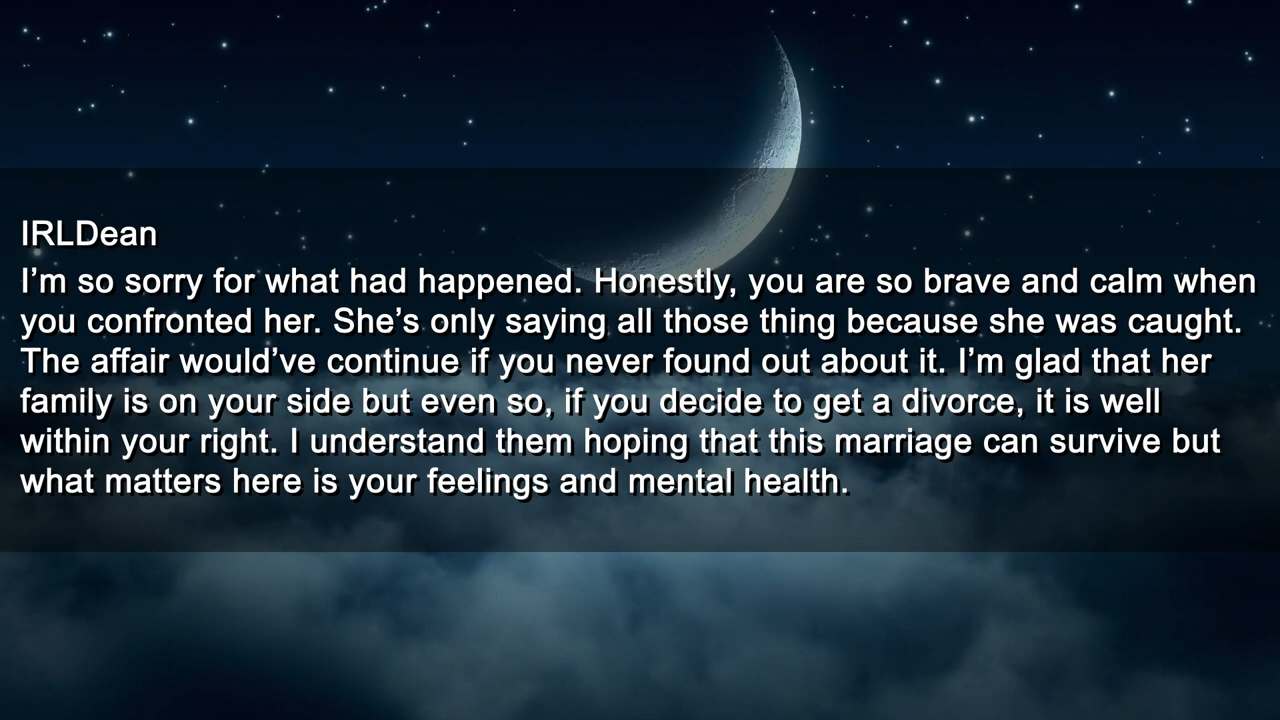 IRLDean
I’m so sorry for what had happened. Honestly, you are so brave and calm when
you confronted her. She’s only saying all those thing because she was caught.
The affair would’ve continue if you never found out about it. I’m glad that her
family is on your side but even so, if you decide to get a divorce, it is well
within your right. I understand them hoping that this marriage can survive but
what matters here is your feelings and mental health.